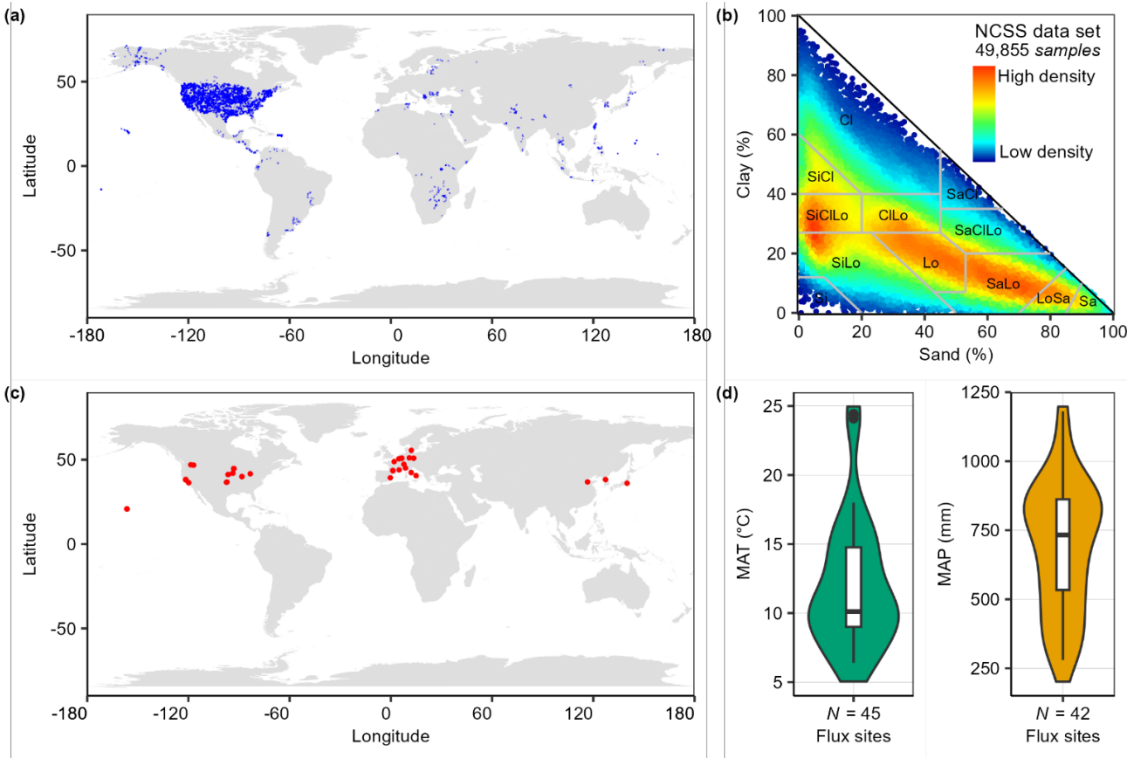 (a)
50
0
-50
-180
-120
-60
0
60
120
180
Latitude
Longitude
(b)
NCSS data set
49,855 samples
High density
Low density
100
80
60
40
20
0
Clay (%)
Cl
SiCl
SaCl
SiClLo
ClLo
SaClLo
SiLo
Lo
SaLo
LoSa
Sa
Si
0
20
40
60
80
100
Sand (%)
(c)
50
0
-50
-180
-120
-60
0
60
120
180
Latitude
Longitude
(d)
25
20
15
10
5
MAT (°C)
N = 45
Flux sites
1250
1000
750
500
250
MAP (mm)
N = 42
Flux sites